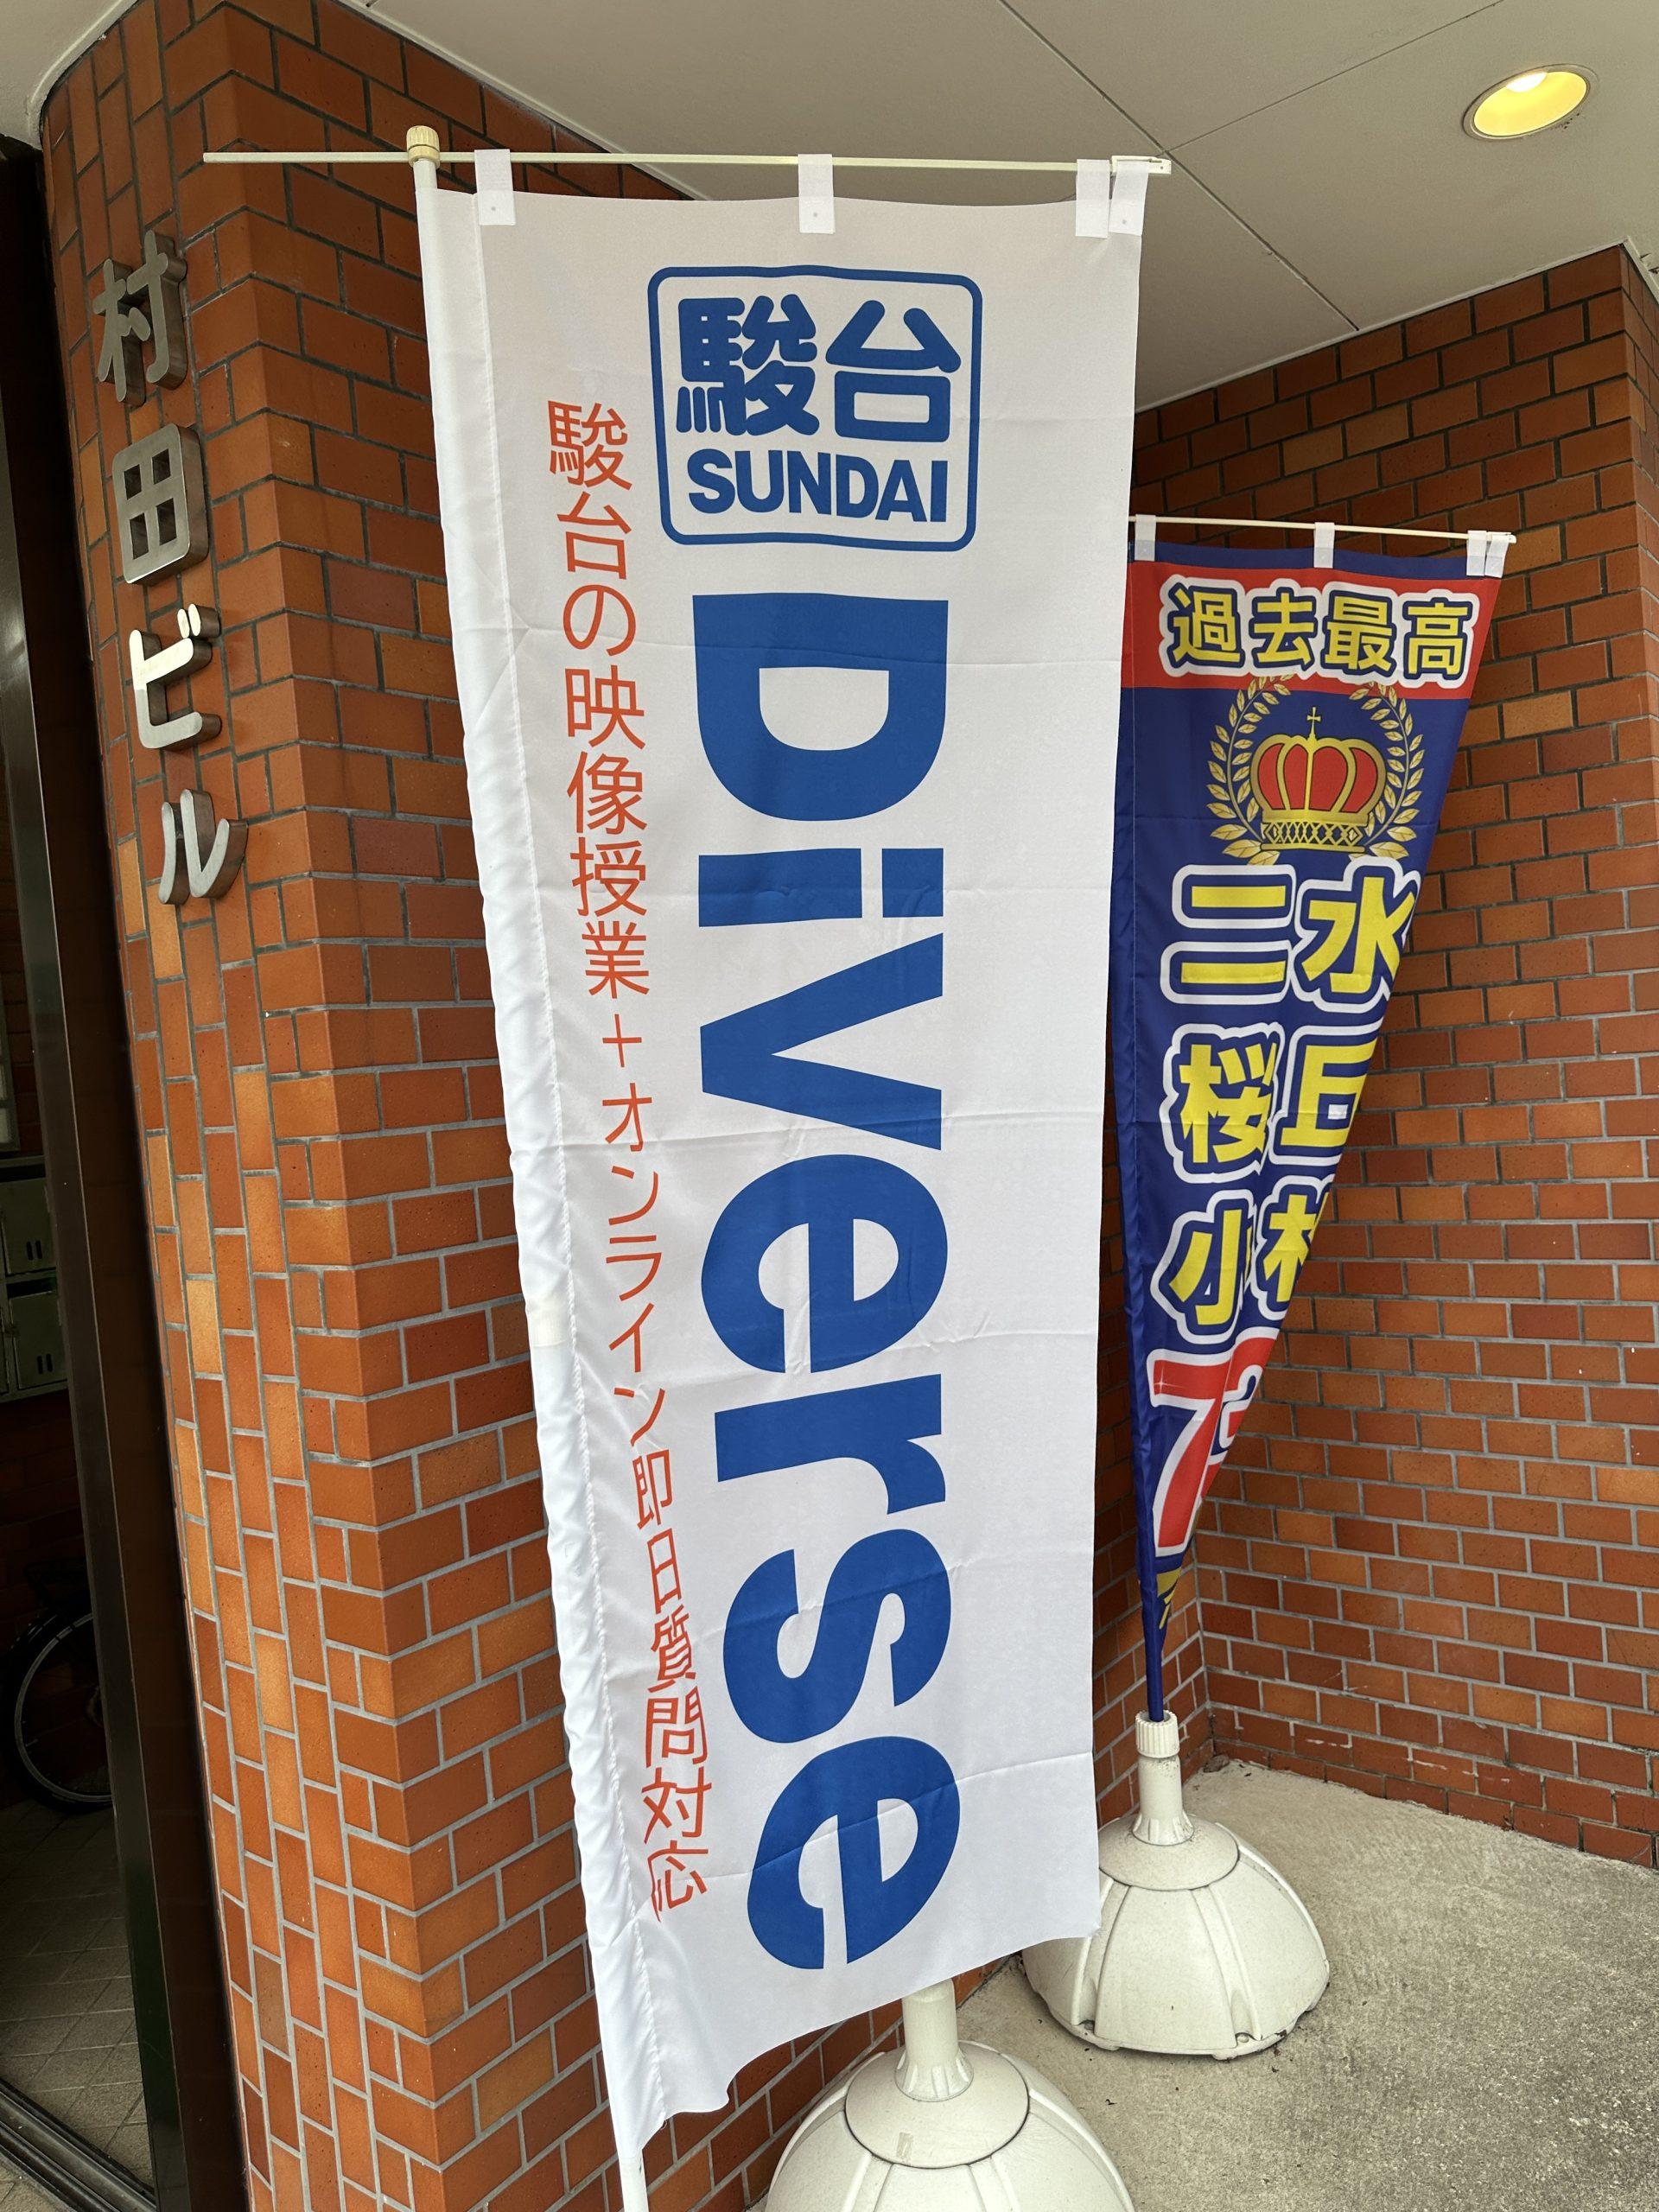 村田ビル
駿台
SUNDAI
Diverse
駿台の映像授業+オンライン即日質問対応
過去最高
水
二
桜丘
小